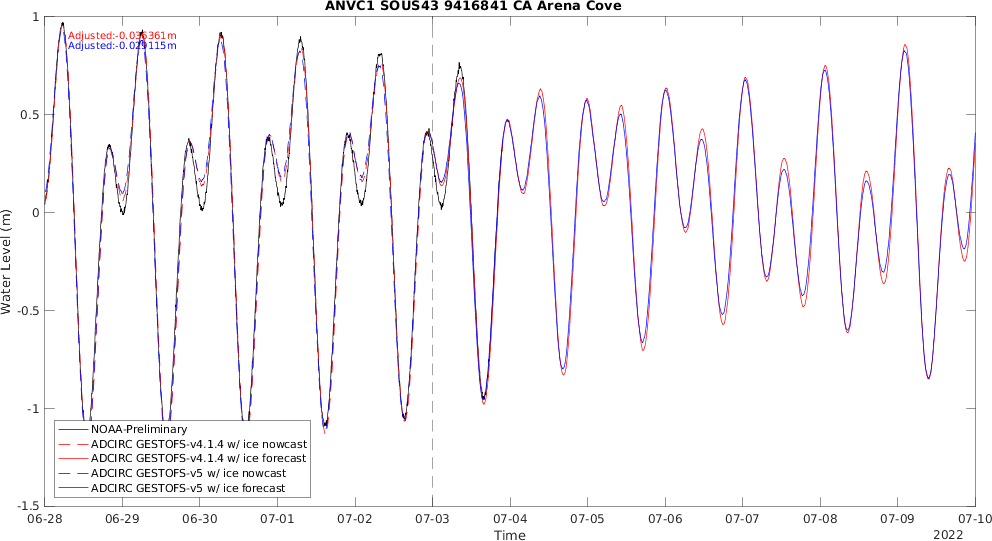 ANVC1 SOUS43 9416841 CA Arena Cove
Adjusted:-0.035361m
Adjusted:-0.029115m
1
0.5
0
-0.5
-1
-1.5
Water Level (m)
NOAA-Preliminary
ADCIRC GESTOFS-v4.1.4 w/ ice nowcast
ADCIRC GESTOFS-v4.1.4 w/ ice forecast
ADCIRC GESTOFS-v5 w/ ice nowcast
ADCIRC GESTOFS-v5 w/ ice forecast
06-28 06-29 06-30 07-01 07-02 07-03 07-04 07-05 07-06 07-07 07-08 07-09 07-10
Time
2022